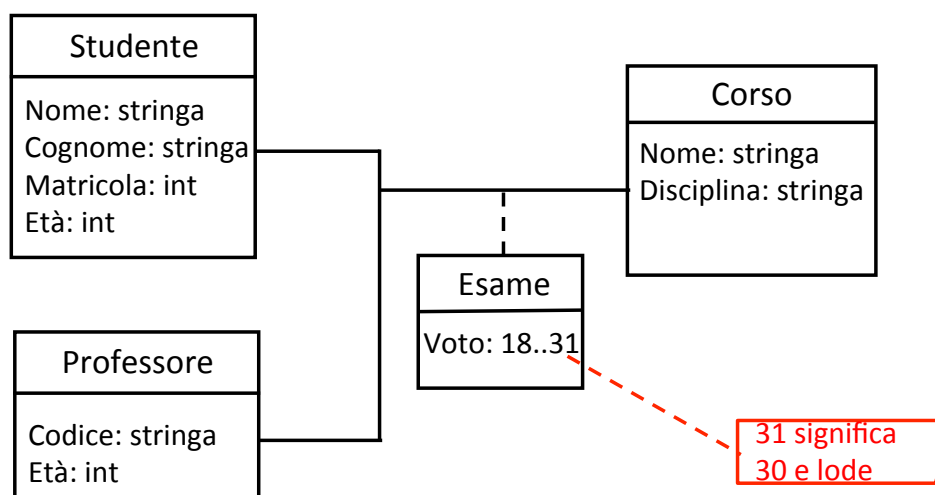 Studente
Nome: stringa
Cognome: stringa
Matricola: int
Età: int
Corso
Nome: stringa
Disciplina: stringa
Esame
Voto: 18..31
Professore
Codice: stringa
Età: int
31 significa
30 e lode